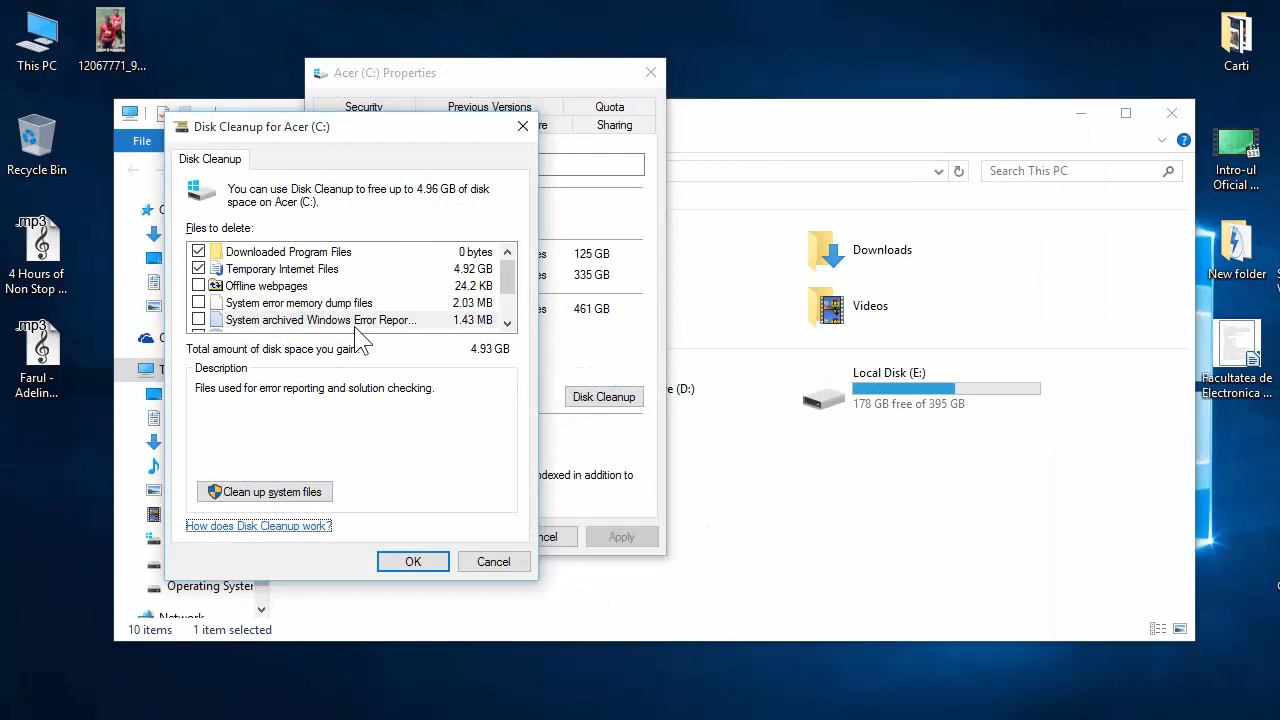 This PC
12067771_9...
Recycle Bin
.mp3
4 Hours of
Non Stop ...
.mp3
Farul -
Adelin...
Carti
321
Intro-ul
Oficial ...
New folder
Facultatea de
Electronica ...
Acer (C:) Properties
Security
Previous Versions
Quota
Sharing
125 GB
335 GB
461 GB
Disk Cleanup
ndexed in addition to
ncel
Apply
Disk Cleanup for Acer (C:)
Disk Cleanup
You can use Disk Cleanup to free up to 4.96 GB of disk
space on Acer (C:).
Files to delete:
Downloaded Program Files 0 bytes
Temporary Internet Files 4.92 GB
Offline webpages 24.2 KB
System error memory dump files 2.03 MB
System archived Windows Error Repor... 1.43 MB
Total amount of disk space you gain 4.93 GB
Description
Files used for error reporting and solution checking.
Clean up system files
How does Disk Cleanup work?
OK
Cancel
File
Search This PC
Downloads
Videos
(D:)
Local Disk (E:)
178 GB free of 395 GB
Operating Syster
Network
10 items 1 item selected